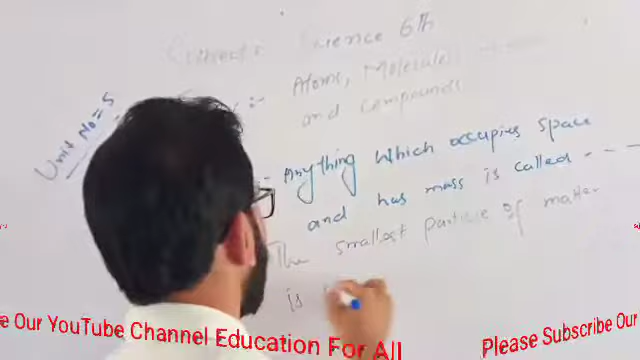 Science 6th
Unit No=5
Atoms, Molecules
and compounds
Anything which occupies space
and has mass is called - - -
The smallest particle of matter
is
e Our YouTube Channel Education For All
Please Subscribe Our